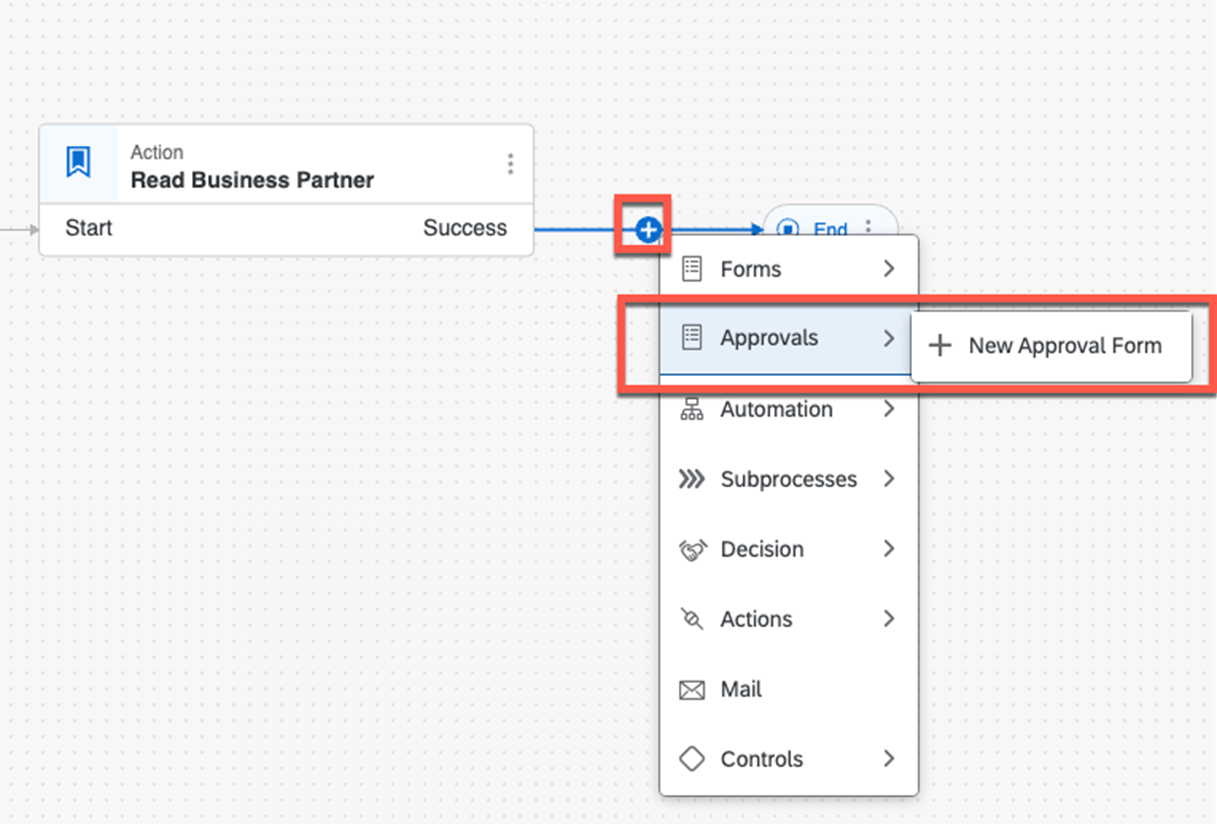 Action
Read Business Partner
Start
Success
End
Forms
Approvals
New Approval Form
Automation
Subprocesses
Decision
Actions
Mail
Controls